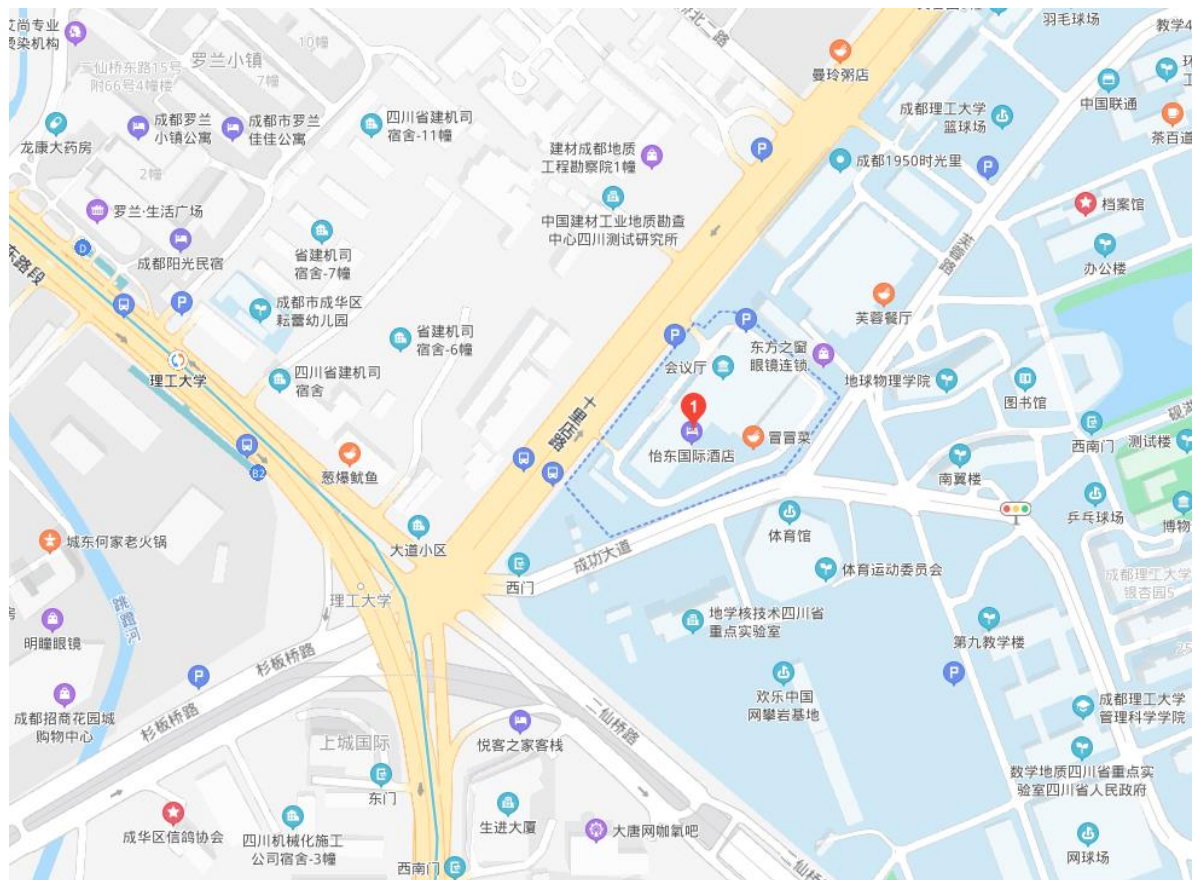 三仙桥东路15号
附66号4幢楼
罗兰小镇
10幢
7幢
羽毛球场
曼玲粥店
中国联通
茶百道
成都理工大学
篮球场
龙康大药房
成都罗兰
小镇公寓
成都市罗兰
佳佳公寓
四川省建机司
宿舍-11幢
建材成都地质
工程勘察院1幢
成都1950时光里
2幢
罗兰·生活广场
中国建材工业地质勘查
中心四川测试研究所
档案馆
办公楼
D
成都阳光民宿
省建机司
宿舍-7幢
芙蓉路
东路段
成都市成华区
耘蕾幼儿园
芙蓉餐厅
省建机司
宿舍-6幢
东方之窗
眼镜连锁
会议厅
理工大学
四川省建机司
宿舍
地球物理学院
图书馆
十里店路
1
怡东国际酒店
冒冒菜
西南门
测试楼
砚湖
B2
葱爆鱿鱼
南翼楼
乒乓球场
博物
城东何家老火锅
大道小区
西门
成功大道
体育馆
体育运动委员会
成都理工大学
银杏园5
理工大学
跳蹬河
明瞳眼镜
地学核技术四川省
重点实验室
第九教学楼
25
杉板桥路
杉板桥路
二仙桥路
欢乐中国
网攀岩基地
成都理工大学
管理科学学院
成都招商花园城
购物中心
上城国际
悦客之家客栈
数学地质四川省重点实
验室四川省人民政府
东门
成华区信鸽协会
四川机械化施工
公司宿舍-3幢
生进大厦
大唐网咖氧吧
二仙桥路
网球场
西南门